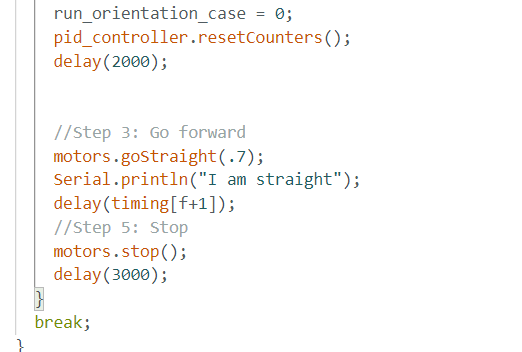 run_orientation_case = 0;
pid_controller.resetCounters();
delay(2000);
//Step 3: Go forward
motors.goStraight(.7);
Serial.println("I am straight");
delay(timing[f+1]);
//Step 5: Stop
motors.stop();
delay(3000);
}
break;
}